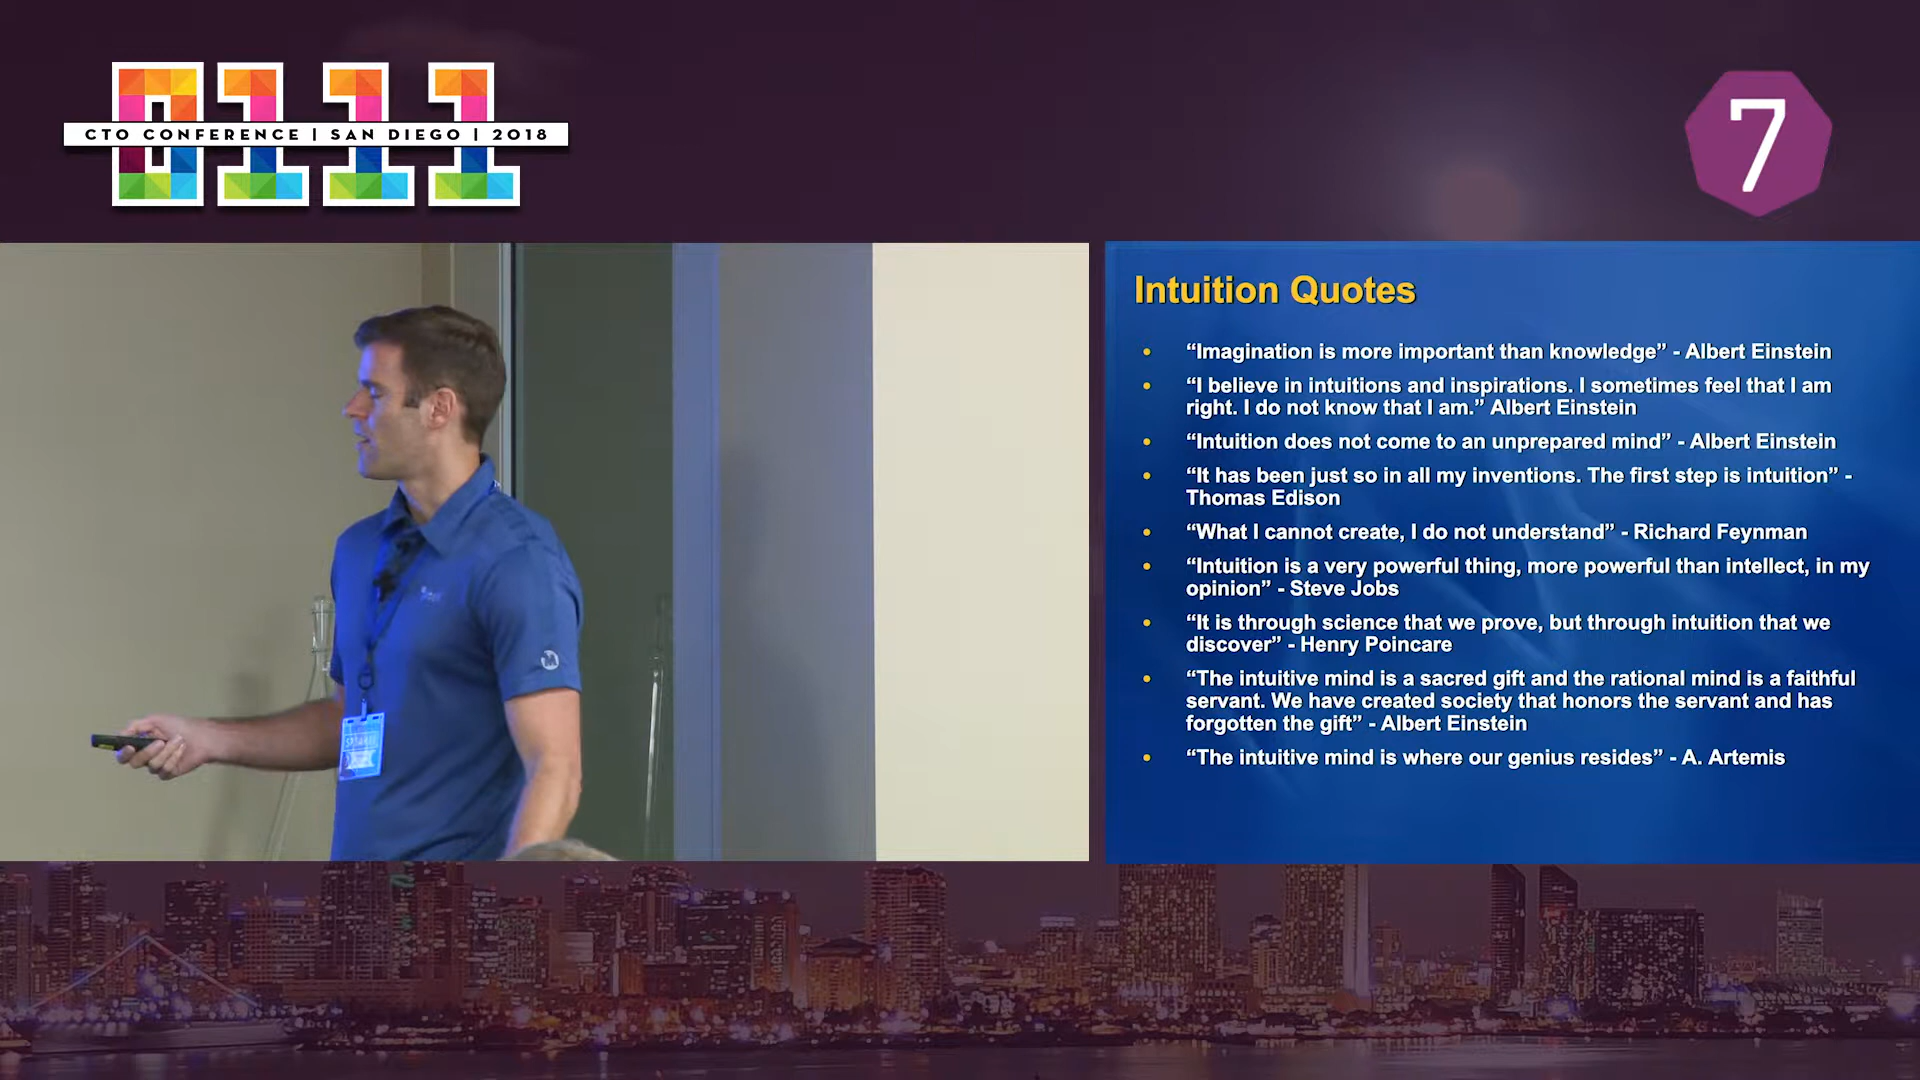 0111
CTO CONFERENCE | SAN DIEGO | 2018
7
Intuition Quotes
• “Imagination is more important than knowledge” - Albert Einstein
• “I believe in intuitions and inspirations. I sometimes feel that I am
right. I do not know that I am.” Albert Einstein
• “Intuition does not come to an unprepared mind” - Albert Einstein
• “It has been just so in all my inventions. The first step is intuition” -
Thomas Edison
• “What I cannot create, I do not understand” - Richard Feynman
• “Intuition is a very powerful thing, more powerful than intellect, in my
opinion” - Steve Jobs
• “It is through science that we prove, but through intuition that we
discover” - Henry Poincare
• “The intuitive mind is a sacred gift and the rational mind is a faithful
servant. We have created society that honors the servant and has
forgotten the gift” - Albert Einstein
• “The intuitive mind is where our genius resides” - A. Artemis